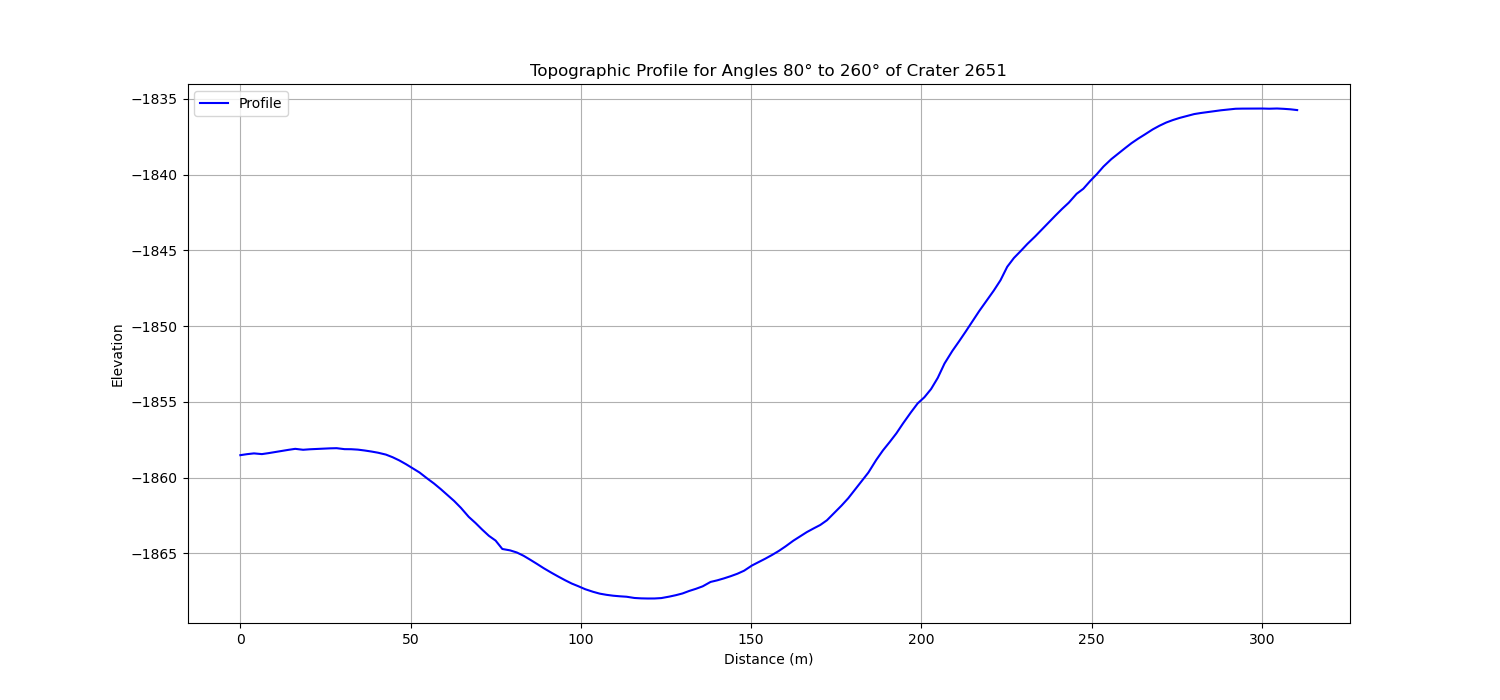 Topographic Profile for Angles 80° to 260° of Crater 2651
Profile
−1835
−1840
−1845
−1850
−1855
−1860
−1865
Elevation
0 50 100 150 200 250 300
Distance (m)